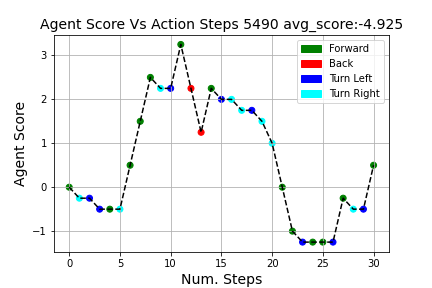 Agent Score Vs Action Steps 5490 avg_score:-4.925
Agent Score
3
2
1
0
−1
Forward
Back
Turn Left
Turn Right
0
5
10
15
20
25
30
Num. Steps